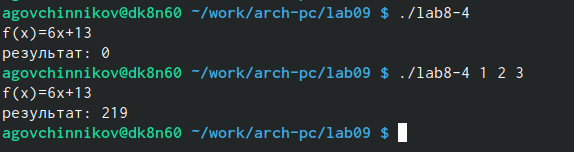 agovchinnikov@dk8n60 ~/work/arch-pc/lab09 $ ./lab8-4
f(x)=6x+13
результат: 0
agovchinnikov@dk8n60 ~/work/arch-pc/lab09 $ ./lab8-4 1 2 3
f(x)=6x+13
результат: 219
agovchinnikov@dk8n60 ~/work/arch-pc/lab09 $